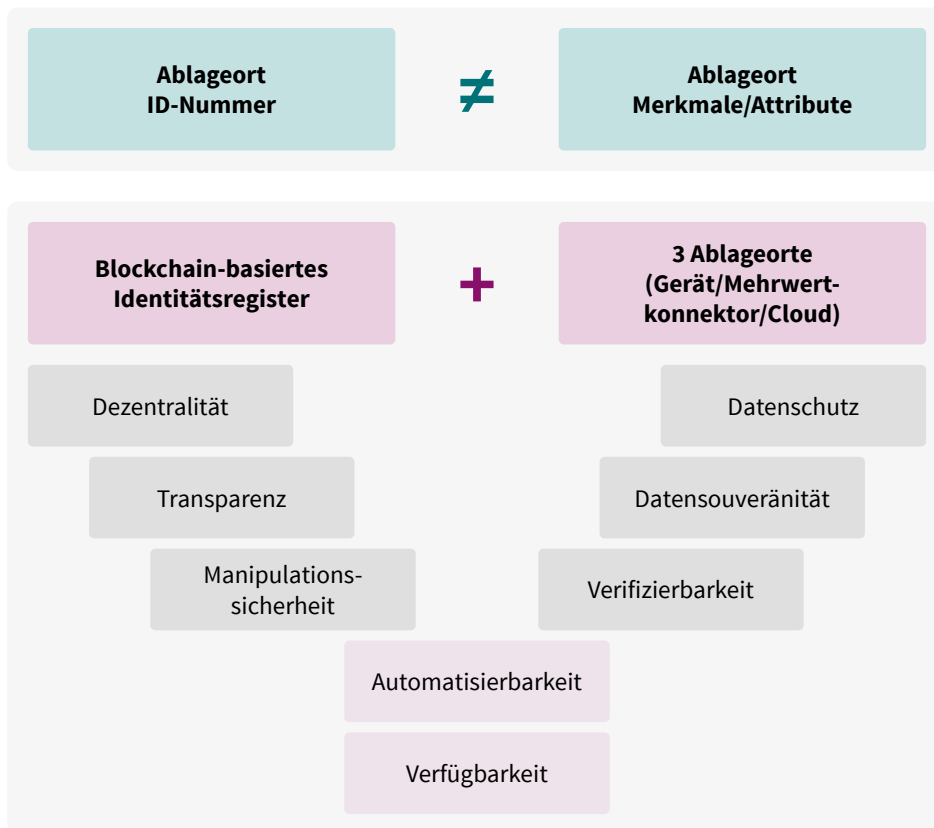 Ablageort
ID-Nummer
≠
Ablageort
Merkmale/Attribute
Blockchain-basiertes
Identitätsregister
+
3 Ablageorte
(Gerät/Mehrwert-
konnektor/Cloud)
Dezentralität
Datenschutz
Transparenz
Datensouveränität
Manipulations-
sicherheit
Verifizierbarkeit
Automatisierbarkeit
Verfügbarkeit